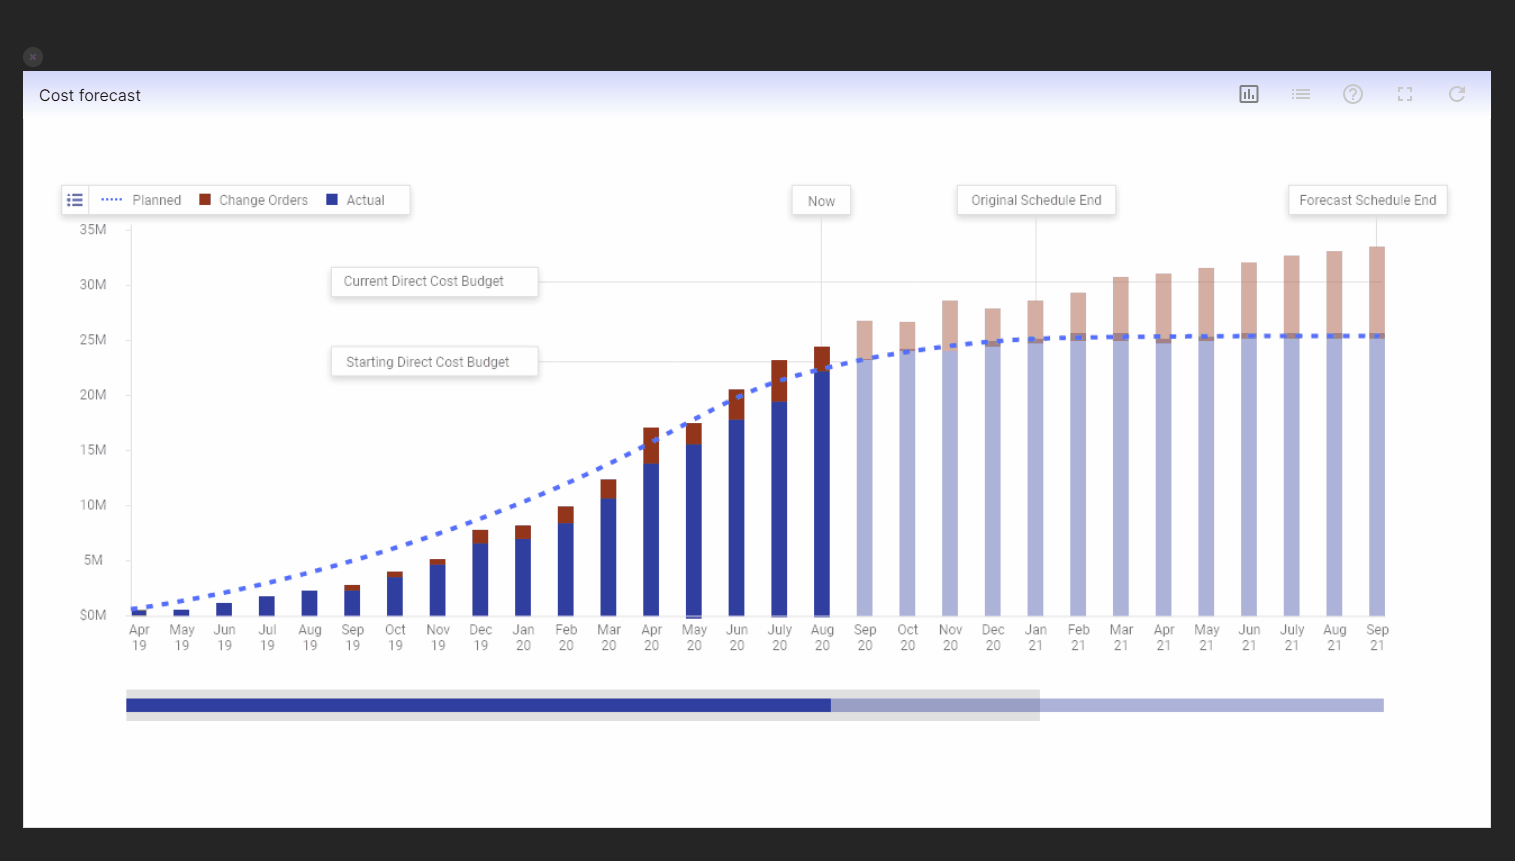 Cost forecast
Planned Change Orders Actual
Now
Original Schedule End
Forecast Schedule End
35M
30M
25M
20M
15M
10M
5M
$0M
Current Direct Cost Budget
Starting Direct Cost Budget
Apr 19
May 19
Jun 19
Jul 19
Aug 19
Sep 19
Oct 19
Nov 19
Dec 19
Jan 20
Feb 20
Mar 20
Apr 20
May 20
Jun 20
July 20
Aug 20
Sep 20
Oct 20
Nov 20
Dec 20
Jan 21
Feb 21
Mar 21
Apr 21
May 21
Jun 21
July 21
Aug 21
Sep 21